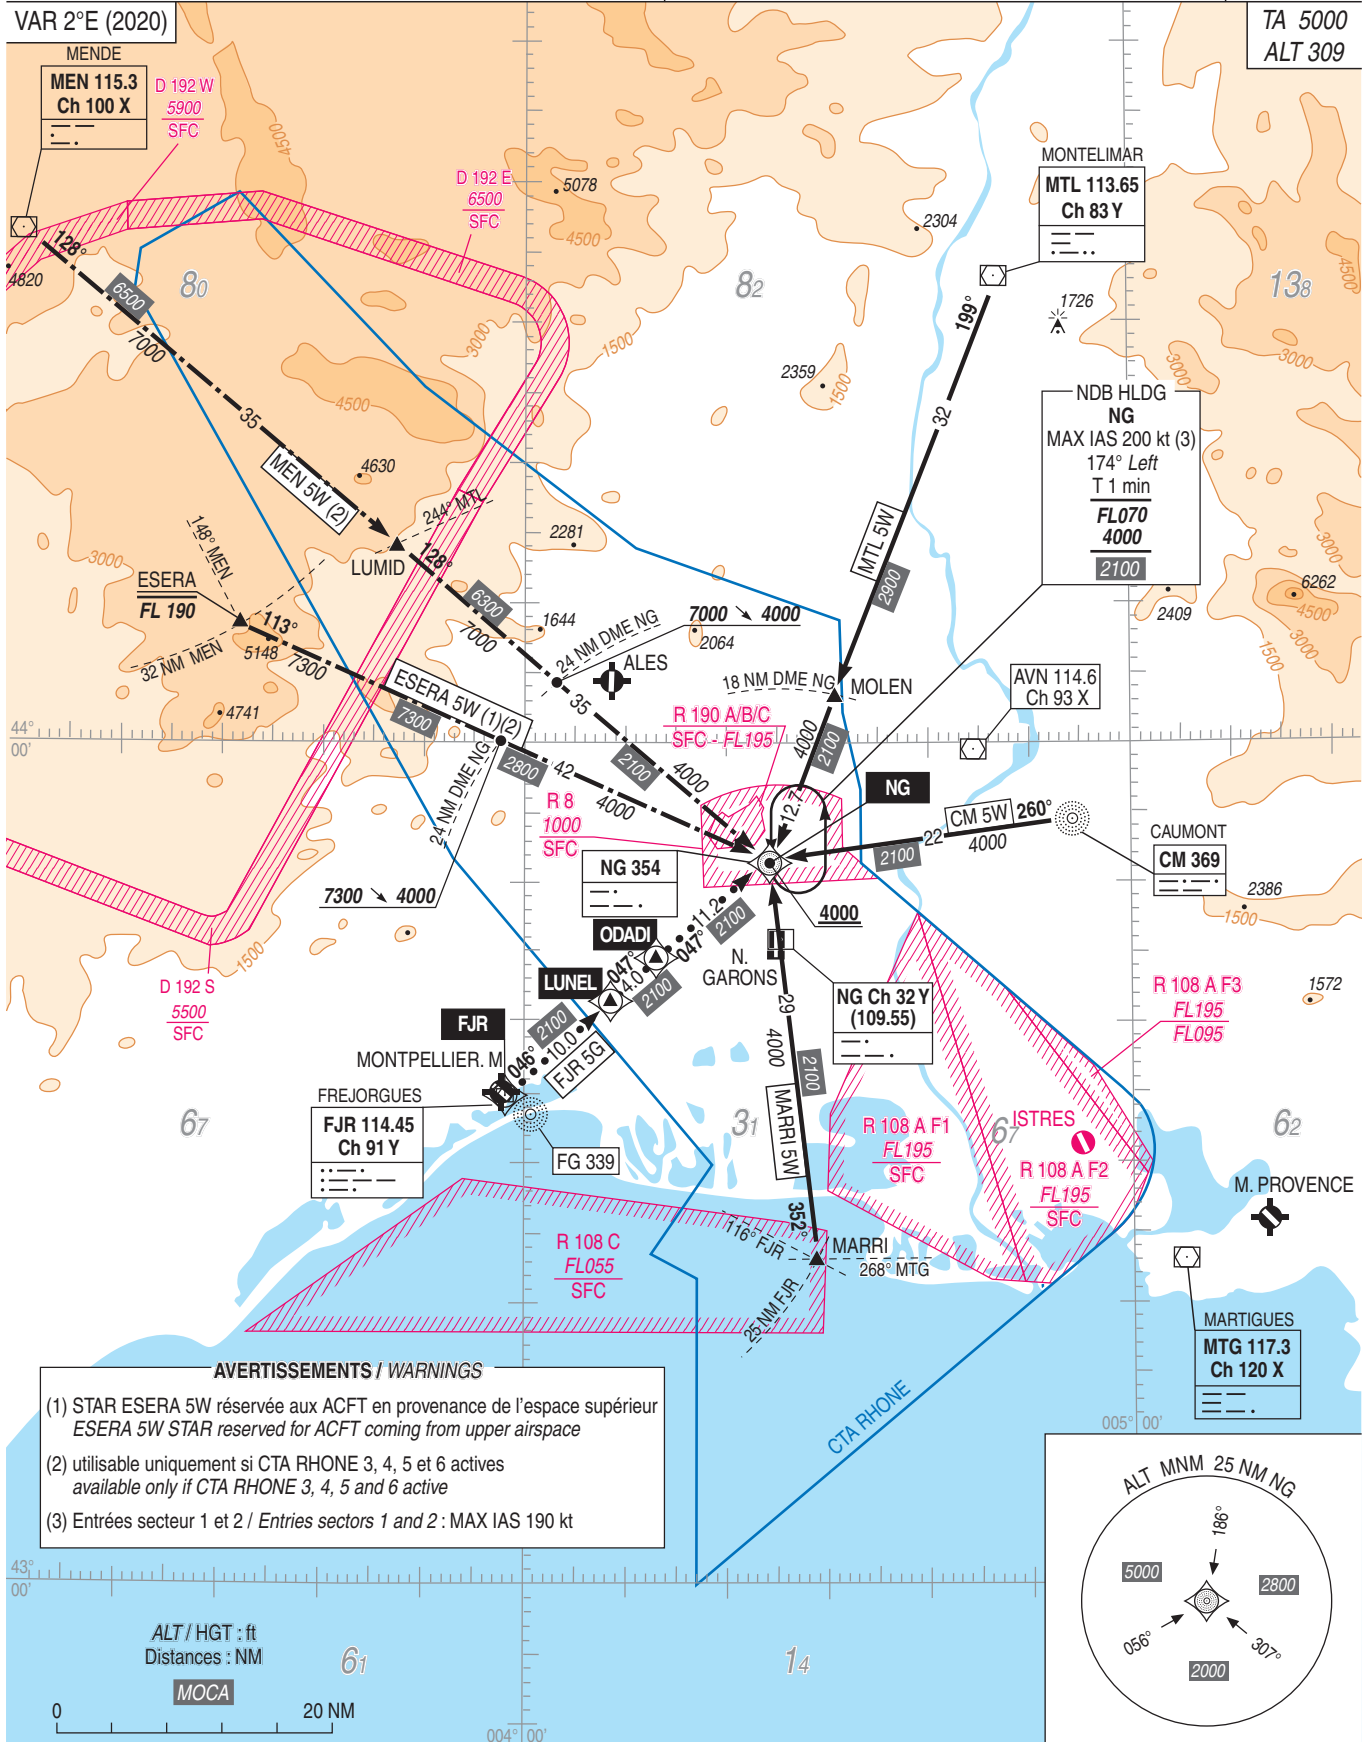 VAR 2°E (2020)
TA 5000
ALT 309
MENDE
MEN 115.3
Ch 100 X
D 192 W
5900
SFC
4500
D 192 E
6500
SFC
5078
4500
2304
MONTELIMAR
MTL 113.65
Ch 83 Y
4820
128°
6500
7000
80
82
138
4500
199°
1726
3000
1500
3000
3000
2359
1500
4500
35
32
NDB HLDG
NG
MAX IAS 200 kt (3)
174° Left
T 1 min
FL070
4000
2100
MEN 5W (2)
4630
244° MTL
148° MEN
3000
LUMID
128°
2281
MTL 5W
2900
3000
6262
4500
3000
2409
1500
ESERA
FL 190
113°
5148
7300
32 NM MEN
6300
7000
1644
24 NM DME NG
7000 ↘ 4000
2064
ALES
18 NM DME NG
MOLEN
AVN 114.6
Ch 93 X
ESERA 5W (1)(2)
7300
4741
35
R 190 A/B/C
SFC - FL195
4000
2100
44°
00'
24 NM DME NG
2800
42
4000
2100
4000
NG
12.7
R 8
1000
SFC
CM 5W
260°
22
4000
2100
CAUMONT
CM 369
NG 354
7300 ↘ 4000
2386
1500
4000
11.2
2100
ODADI
047°
N.
GARONS
1500
D 192 S
5500
SFC
047°
4.0
2100
LUNEL
NG Ch 32 Y
(109.55)
R 108 A F3
FL195
FL095
1572
FJR
2100
10.0
046°
FJR 5G
29
4000
2100
MONTPELLIER. M
FREJORGUES
FJR 114.45
Ch 91 Y
FG 339
67
31
67
62
MARRI 5W
R 108 A F1
FL195
SFC
ISTRES
R 108 A F2
FL195
SFC
M. PROVENCE
352°
R 108 C
FL055
SFC
116° FJR
MARRI
268° MTG
25 NM FJR
MARTIGUES
MTG 117.3
Ch 120 X
CTA RHONE
005° 00'
AVERTISSEMENTS / WARNINGS
(1) STAR ESERA 5W réservée aux ACFT en provenance de l'espace supérieur
ESERA 5W STAR reserved for ACFT coming from upper airspace
(2) utilisable uniquement si CTA RHONE 3, 4, 5 et 6 actives
available only if CTA RHONE 3, 4, 5 and 6 active
(3) Entrées secteur 1 et 2 / Entries sectors 1 and 2 : MAX IAS 190 kt
ALT MNM 25 NM NG
186°
5000
2800
056°
307°
2000
43°
00'
ALT / HGT : ft
Distances : NM
MOCA
0
20 NM
61
14
004° 00'